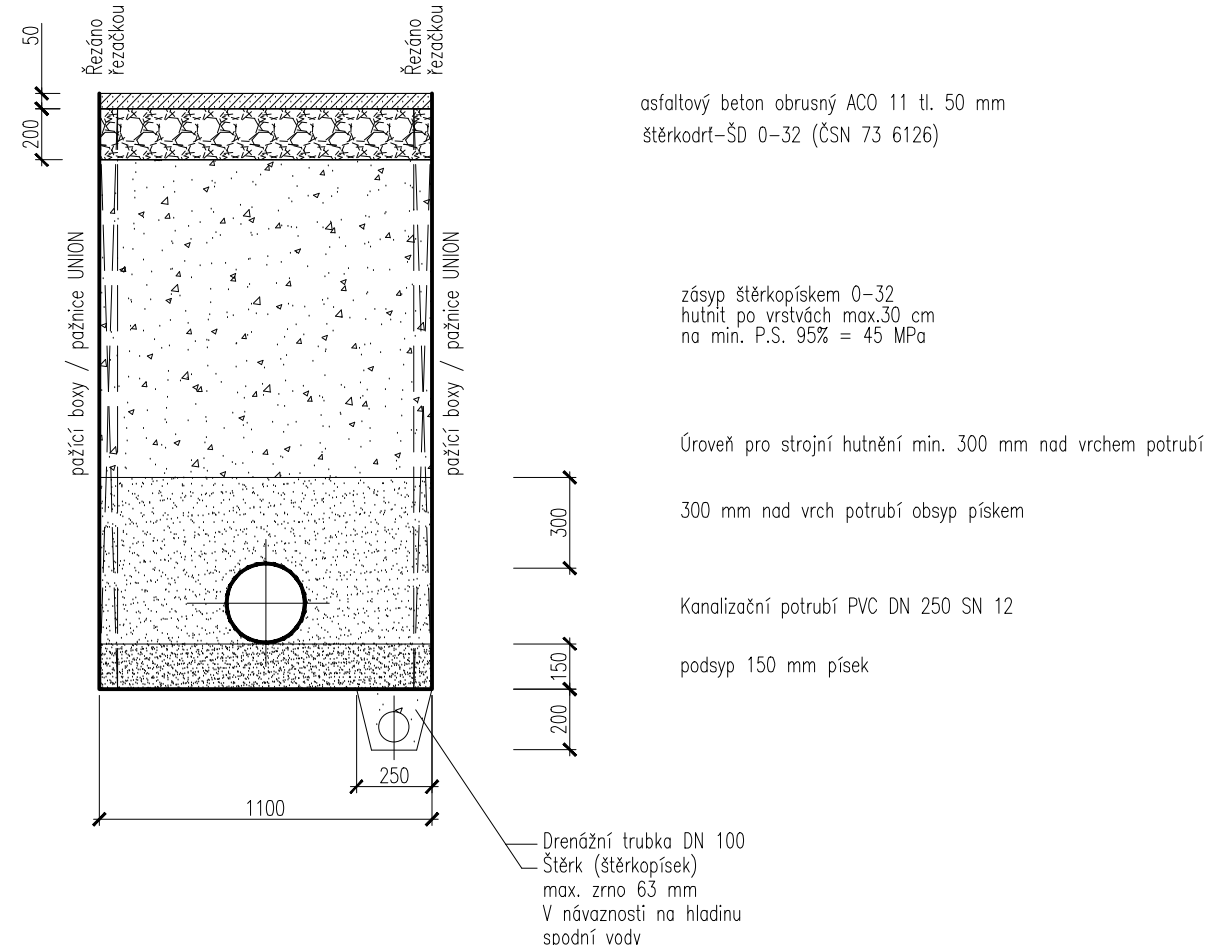 50
Řezáno
řezačkou
Řezáno
řezačkou
200
asfaltový beton obrusný ACO 11 tl. 50 mm
štěrkodrť-ŠD 0-32 (ČSN 73 6126)
pažící boxy / pažnice UNION
pažící boxy / pažnice UNION
zásyp štěrkopískem 0-32
hutnit po vrstvách max.30 cm
na min. P.S. 95% = 45 MPa
Úroveň pro strojní hutnění min. 300 mm nad vrchem potrubí
300
300 mm nad vrch potrubí obsyp pískem
Kanalizační potrubí PVC DN 250 SN 12
150
podsyp 150 mm písek
200
250
1100
Drenážní trubka DN 100
Štěrk (štěrkopísek)
max. zrno 63 mm
V návaznosti na hladinu
spodní vody